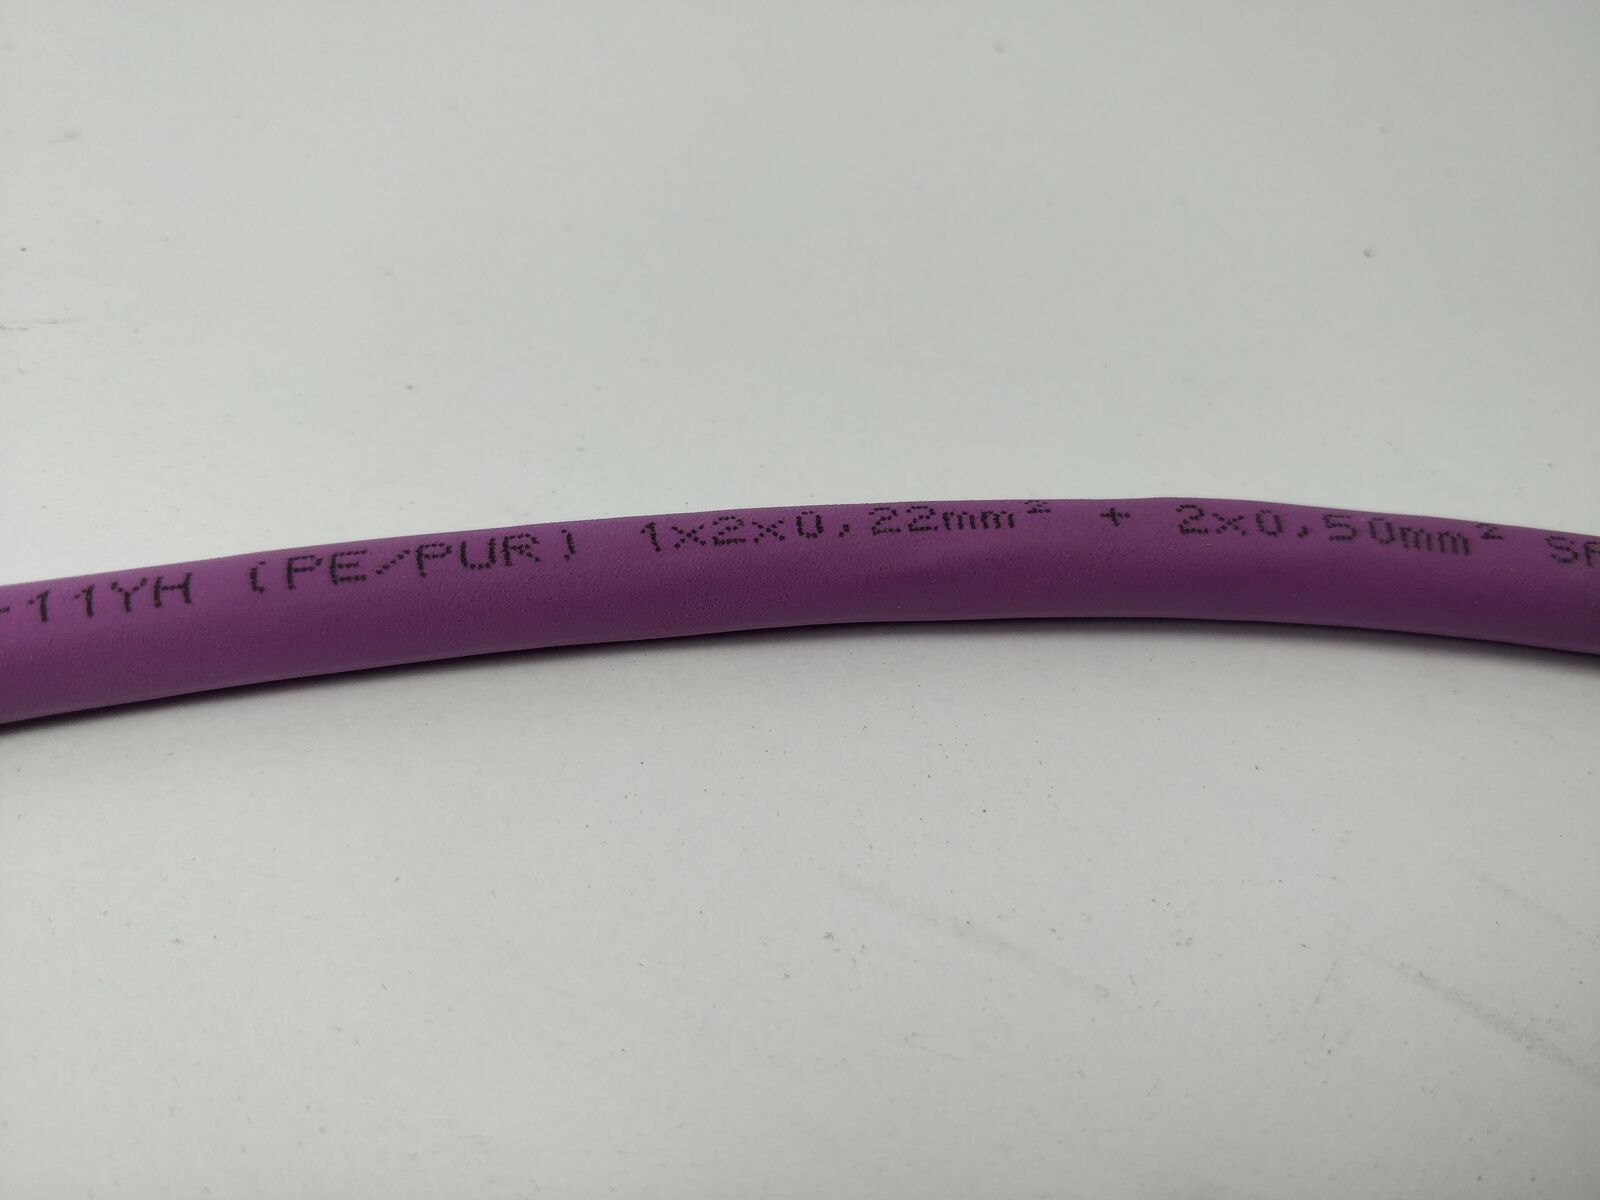 -11YH (PE/PUR) 1x2x0,22mm² + 2x0,50mm²